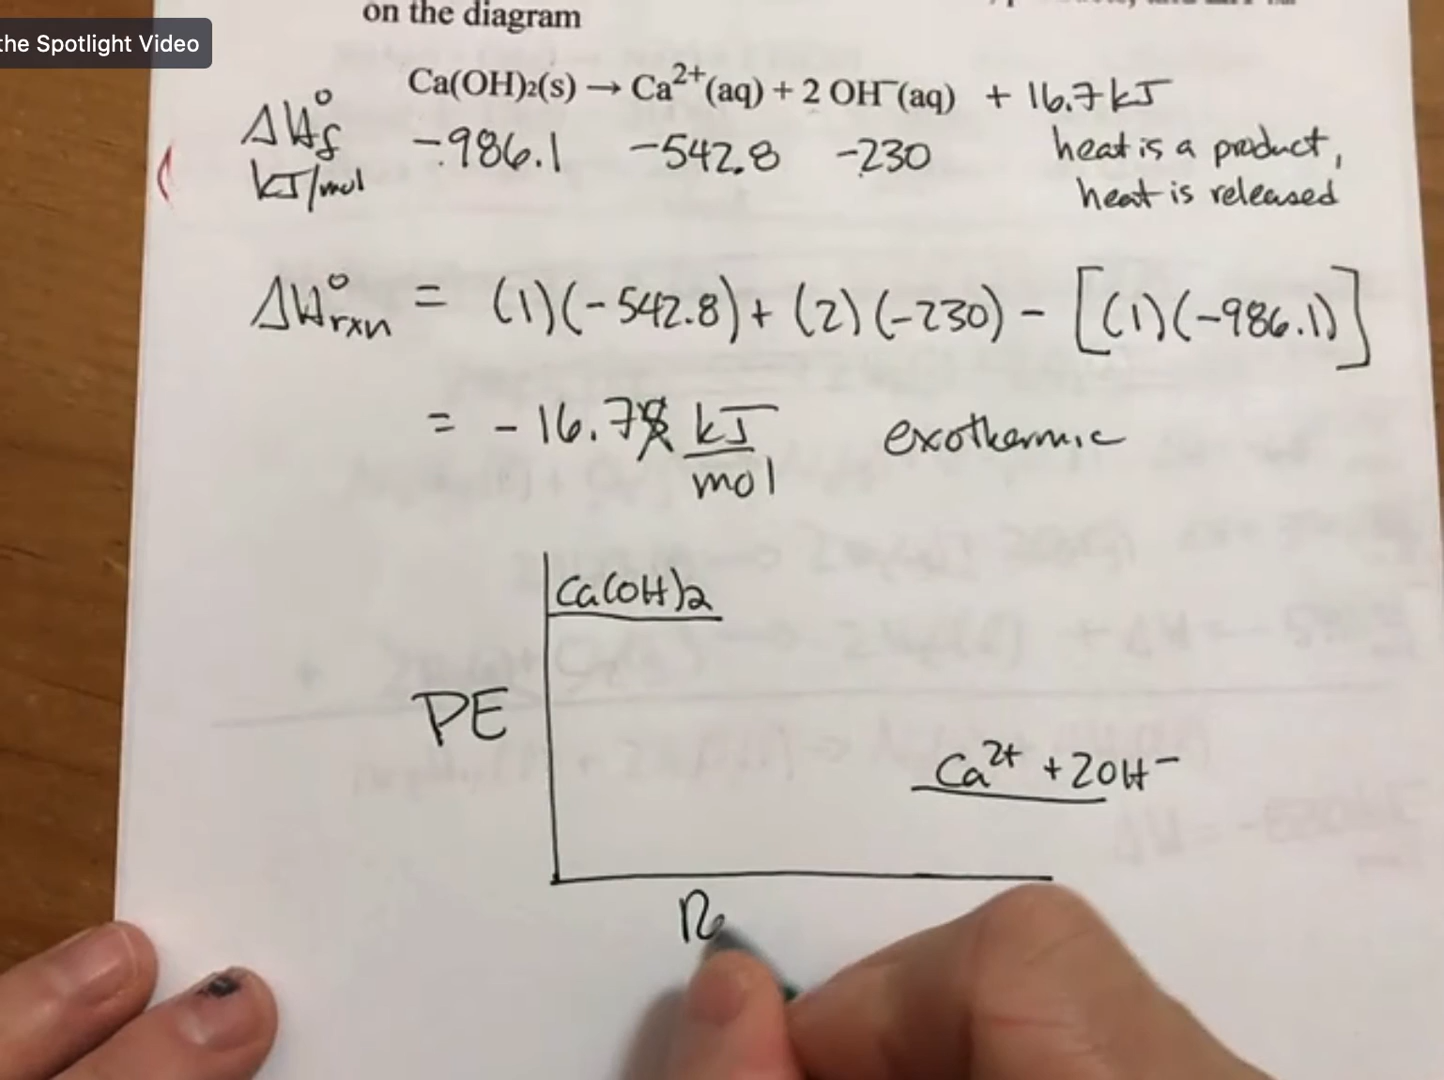 on the diagram
the Spotlight Video
Ca(OH)₂(s) → Ca²⁺(aq) + 2 OH⁻(aq) + 16.7 kJ
ΔH°f -986.1 -542.8 -230 heat is a product,
kJ/mol heat is released
ΔH°rxn = (1)(-542.8) + (2)(-230) - [(1)(-986.1)]
= -16.7 kJ/mol exothermic
Ca(OH)₂
PE
Ca²⁺ + 2OH⁻